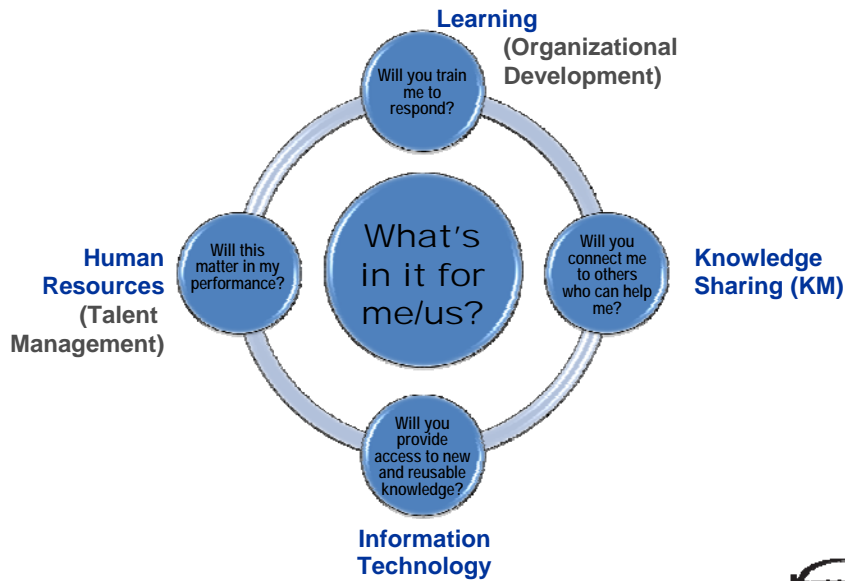 Learning
(Organizational
Development)
Will you train
me to
respond?
Human
Resources
(Talent
Management)
Will this
matter in my
performance?
What's
in it for
me/us?
Will you
connect me
to others
who can help
me?
Knowledge
Sharing (KM)
Will you
provide
access to new
and reusable
knowledge?
Information
Technology